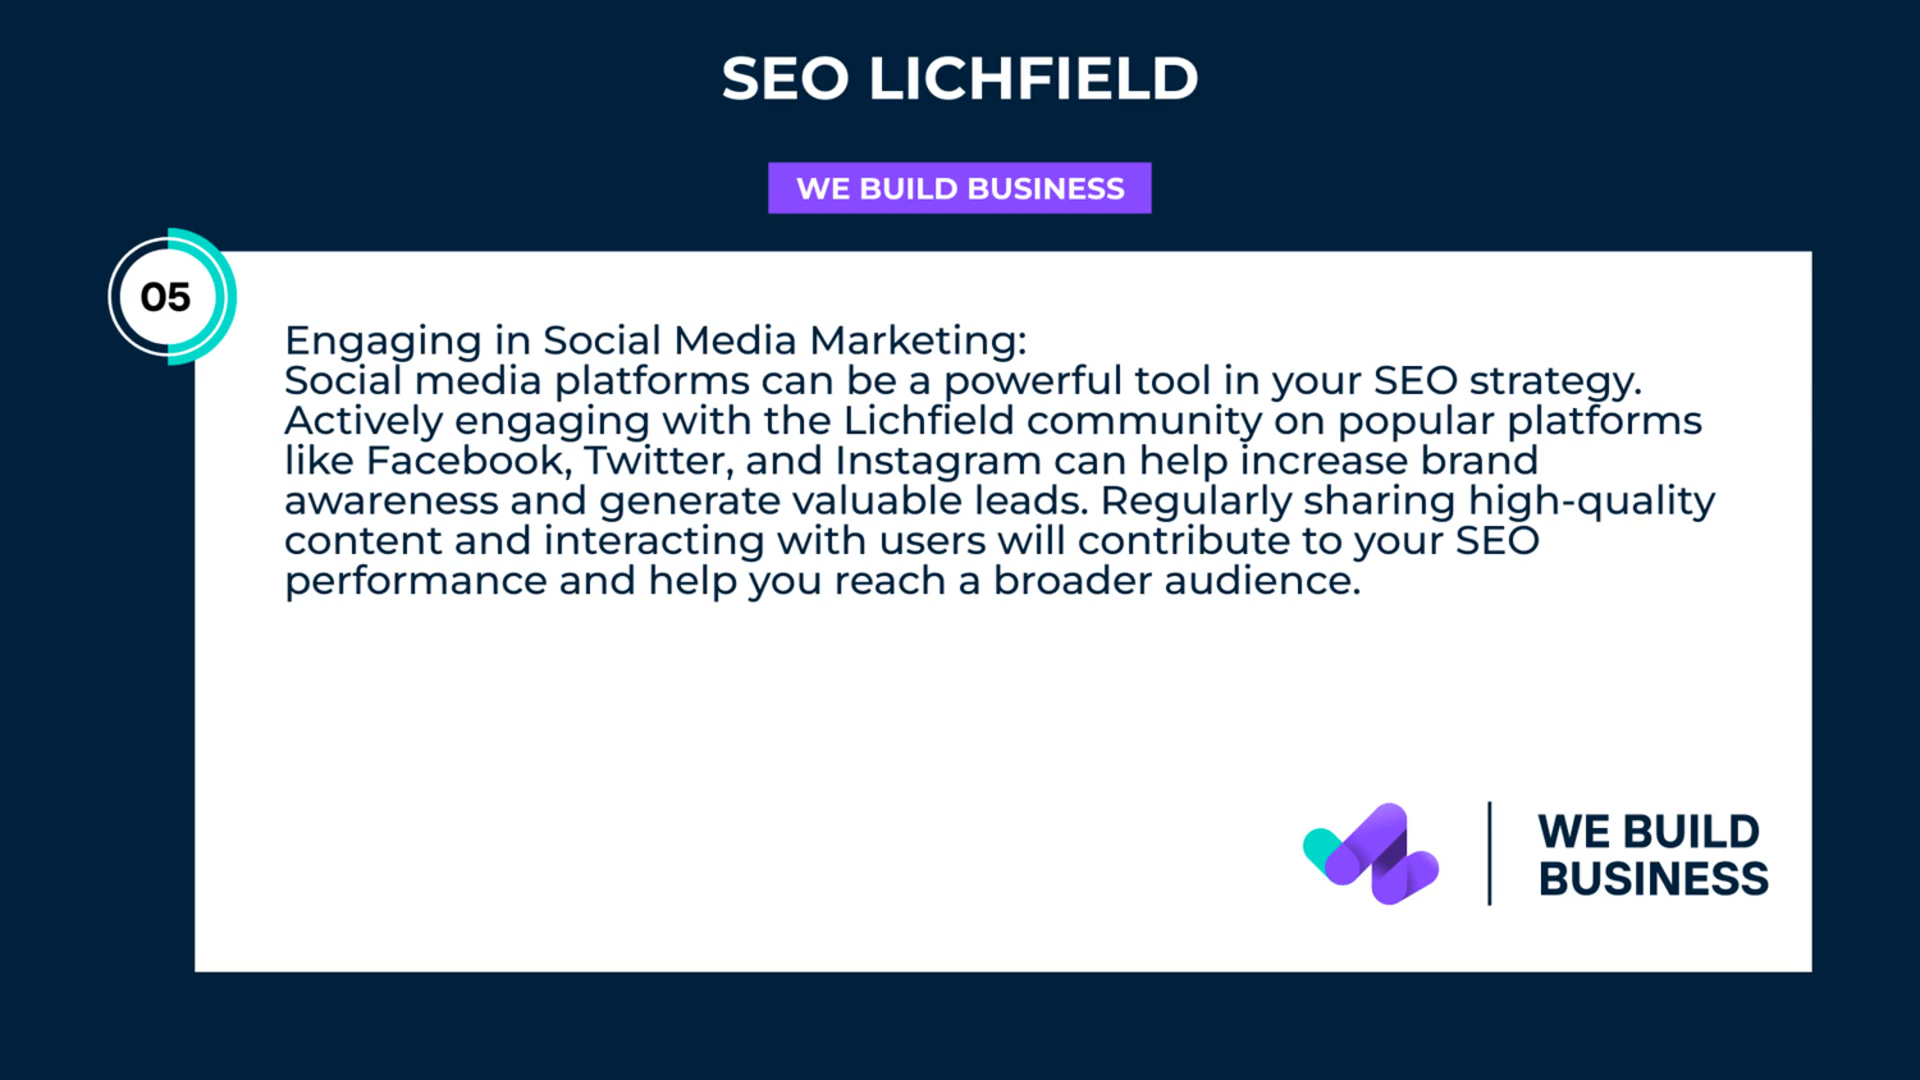 SEO LICHFIELD
WE BUILD BUSINESS
05
Engaging in Social Media Marketing:
Social media platforms can be a powerful tool in your SEO strategy.
Actively engaging with the Lichfield community on popular platforms
like Facebook, Twitter, and Instagram can help increase brand
awareness and generate valuable leads. Regularly sharing high-quality
content and interacting with users will contribute to your SEO
performance and help you reach a broader audience.
WE BUILD
BUSINESS